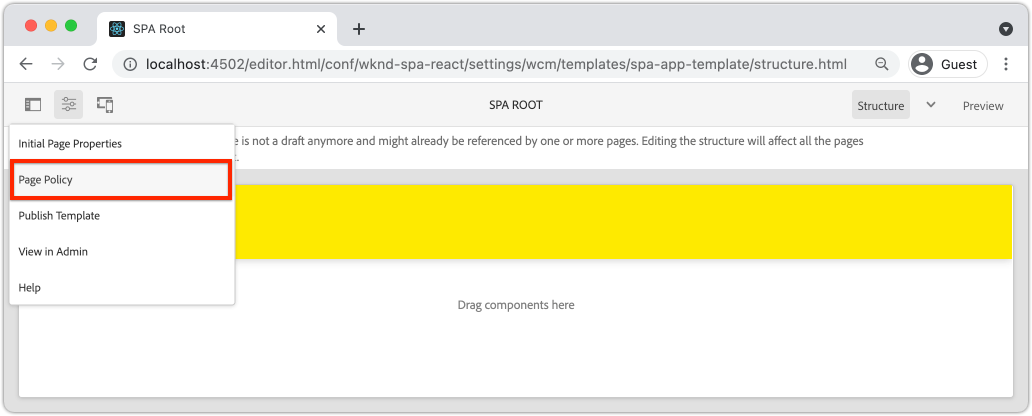 SPA Root
localhost:4502/editor.html/conf/wknd-spa-react/settings/wcm/templates/spa-app-template/structure.html
Guest
SPA ROOT
Structure
Preview
Initial Page Properties
e is not a draft anymore and might already be referenced by one or more pages. Editing the structure will affect all the pages
Page Policy
Publish Template
View in Admin
Help
Drag components here